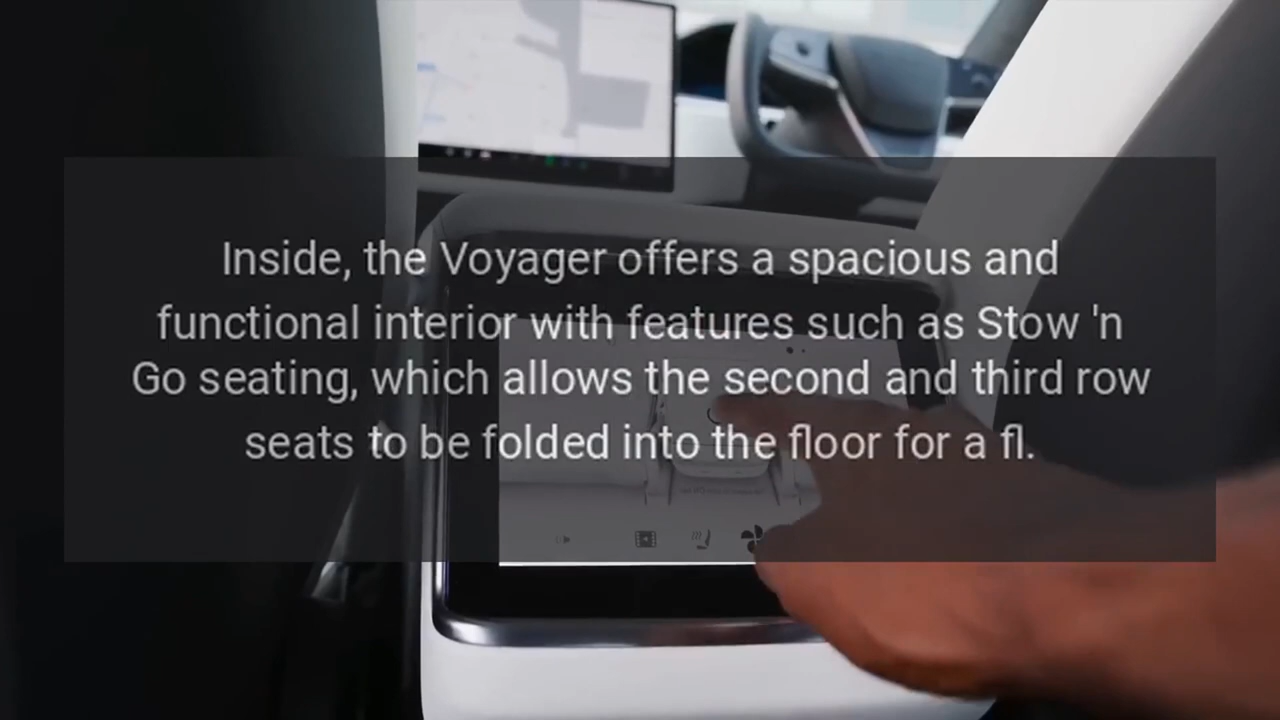 Inside, the Voyager offers a spacious and
functional interior with features such as Stow 'n
Go seating, which allows the second and third row
seats to be folded into the floor for a fl.